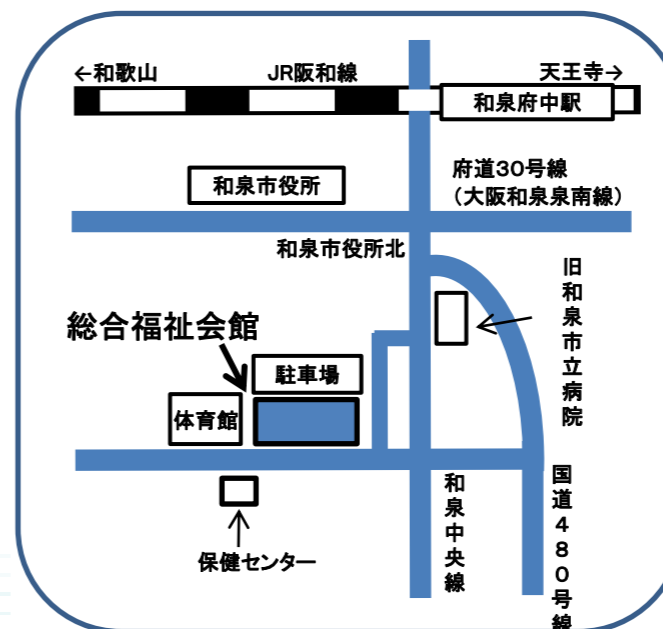 ←和歌山
JR阪和線
天王寺→
和泉府中駅
和泉市役所
府道30号線
(大阪和泉泉南線)
和泉市役所北
旧和泉市立病院
総合福祉会館
駐車場
体育館
保健センター
和泉中央線
国道480号線